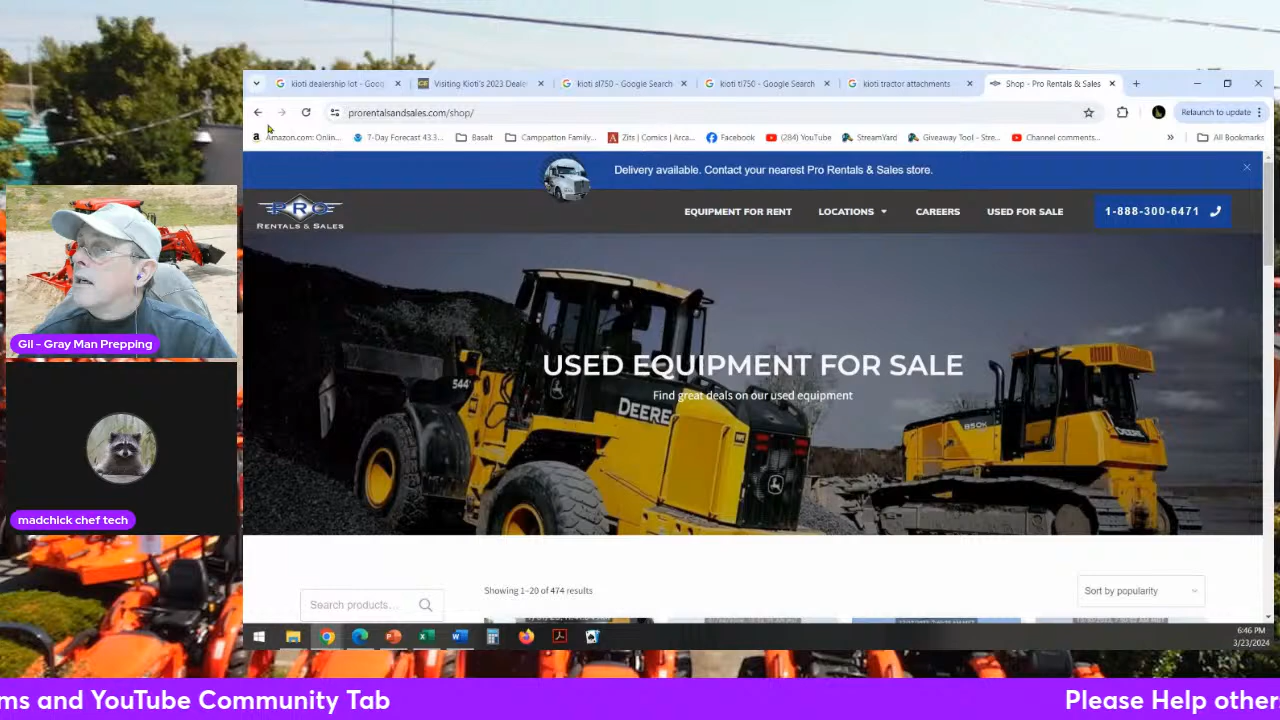 kioti dealership lot - Goo
Visiting Kioti's 2023 Deale
kioti sl750 - Google Search
kioti tl750 - Google Search
kioti tractor attachments
Shop - Pro Rentals & Sales
prorentalsandsales.com/shop/
Relaunch to update
Amazon.com: Onlin...
7-Day Forecast 43.3...
Basalt
Camppatton Family...
Zits | Comics | Arca...
Facebook
(284) YouTube
StreamYard
Giveaway Tool - Stre...
Channel comments...
All Bookmarks
Delivery available. Contact your nearest Pro Rentals & Sales store.
PRO
RENTALS & SALES
EQUIPMENT FOR RENT
LOCATIONS
CAREERS
USED FOR SALE
1-888-300-6471
544
DEERE
850K
DEERE
USED EQUIPMENT FOR SALE
Find great deals on our used equipment
Gil - Gray Man Prepping
madchick chef tech
Showing 1–20 of 474 results
Sort by popularity
Search products...
6:46 PM
3/23/2024
ms and YouTube Community Tab
Please Help other